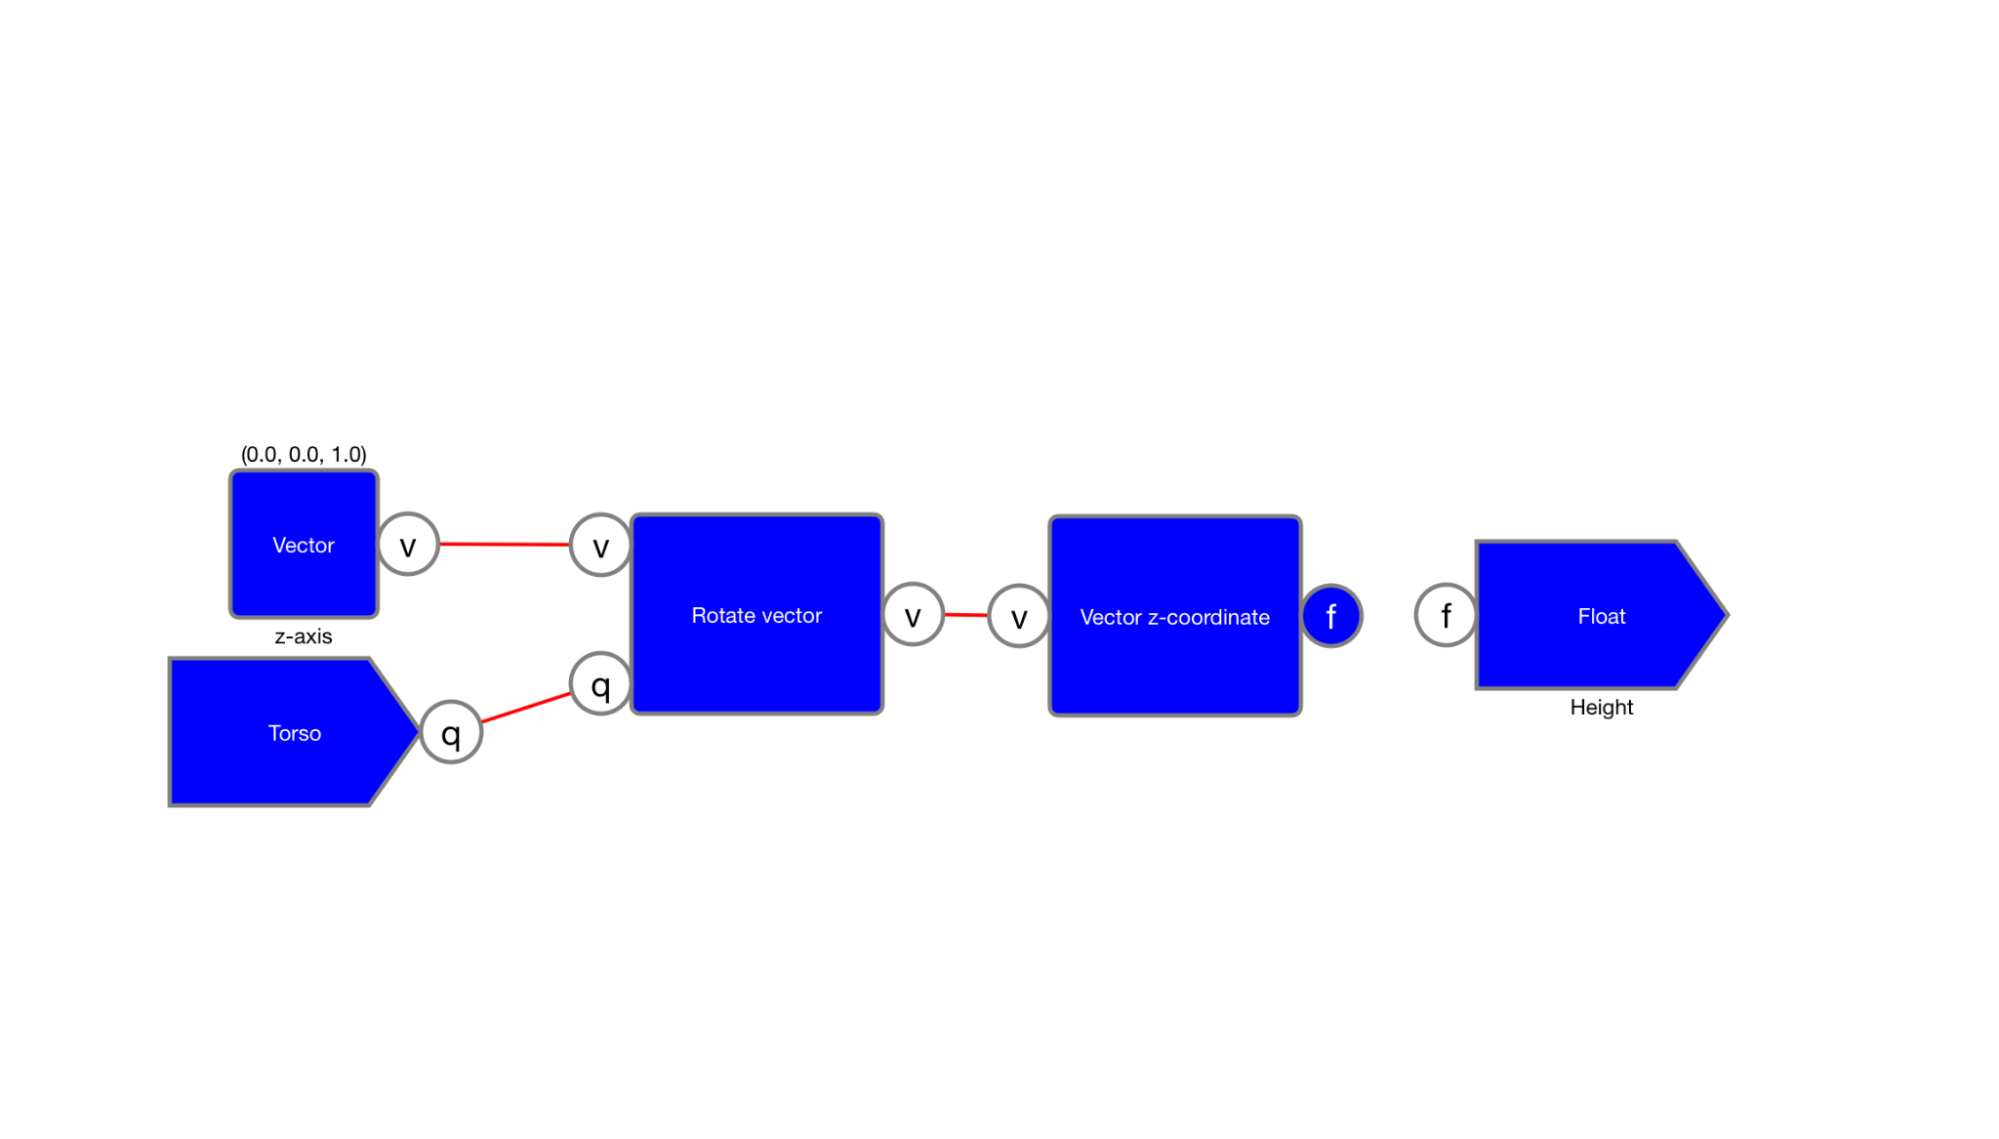 (0.0, 0.0, 1.0)
Vector
v
v
z-axis
Torso
q
q
Rotate vector
v
v
Vector z-coordinate
f
f
Float
Height